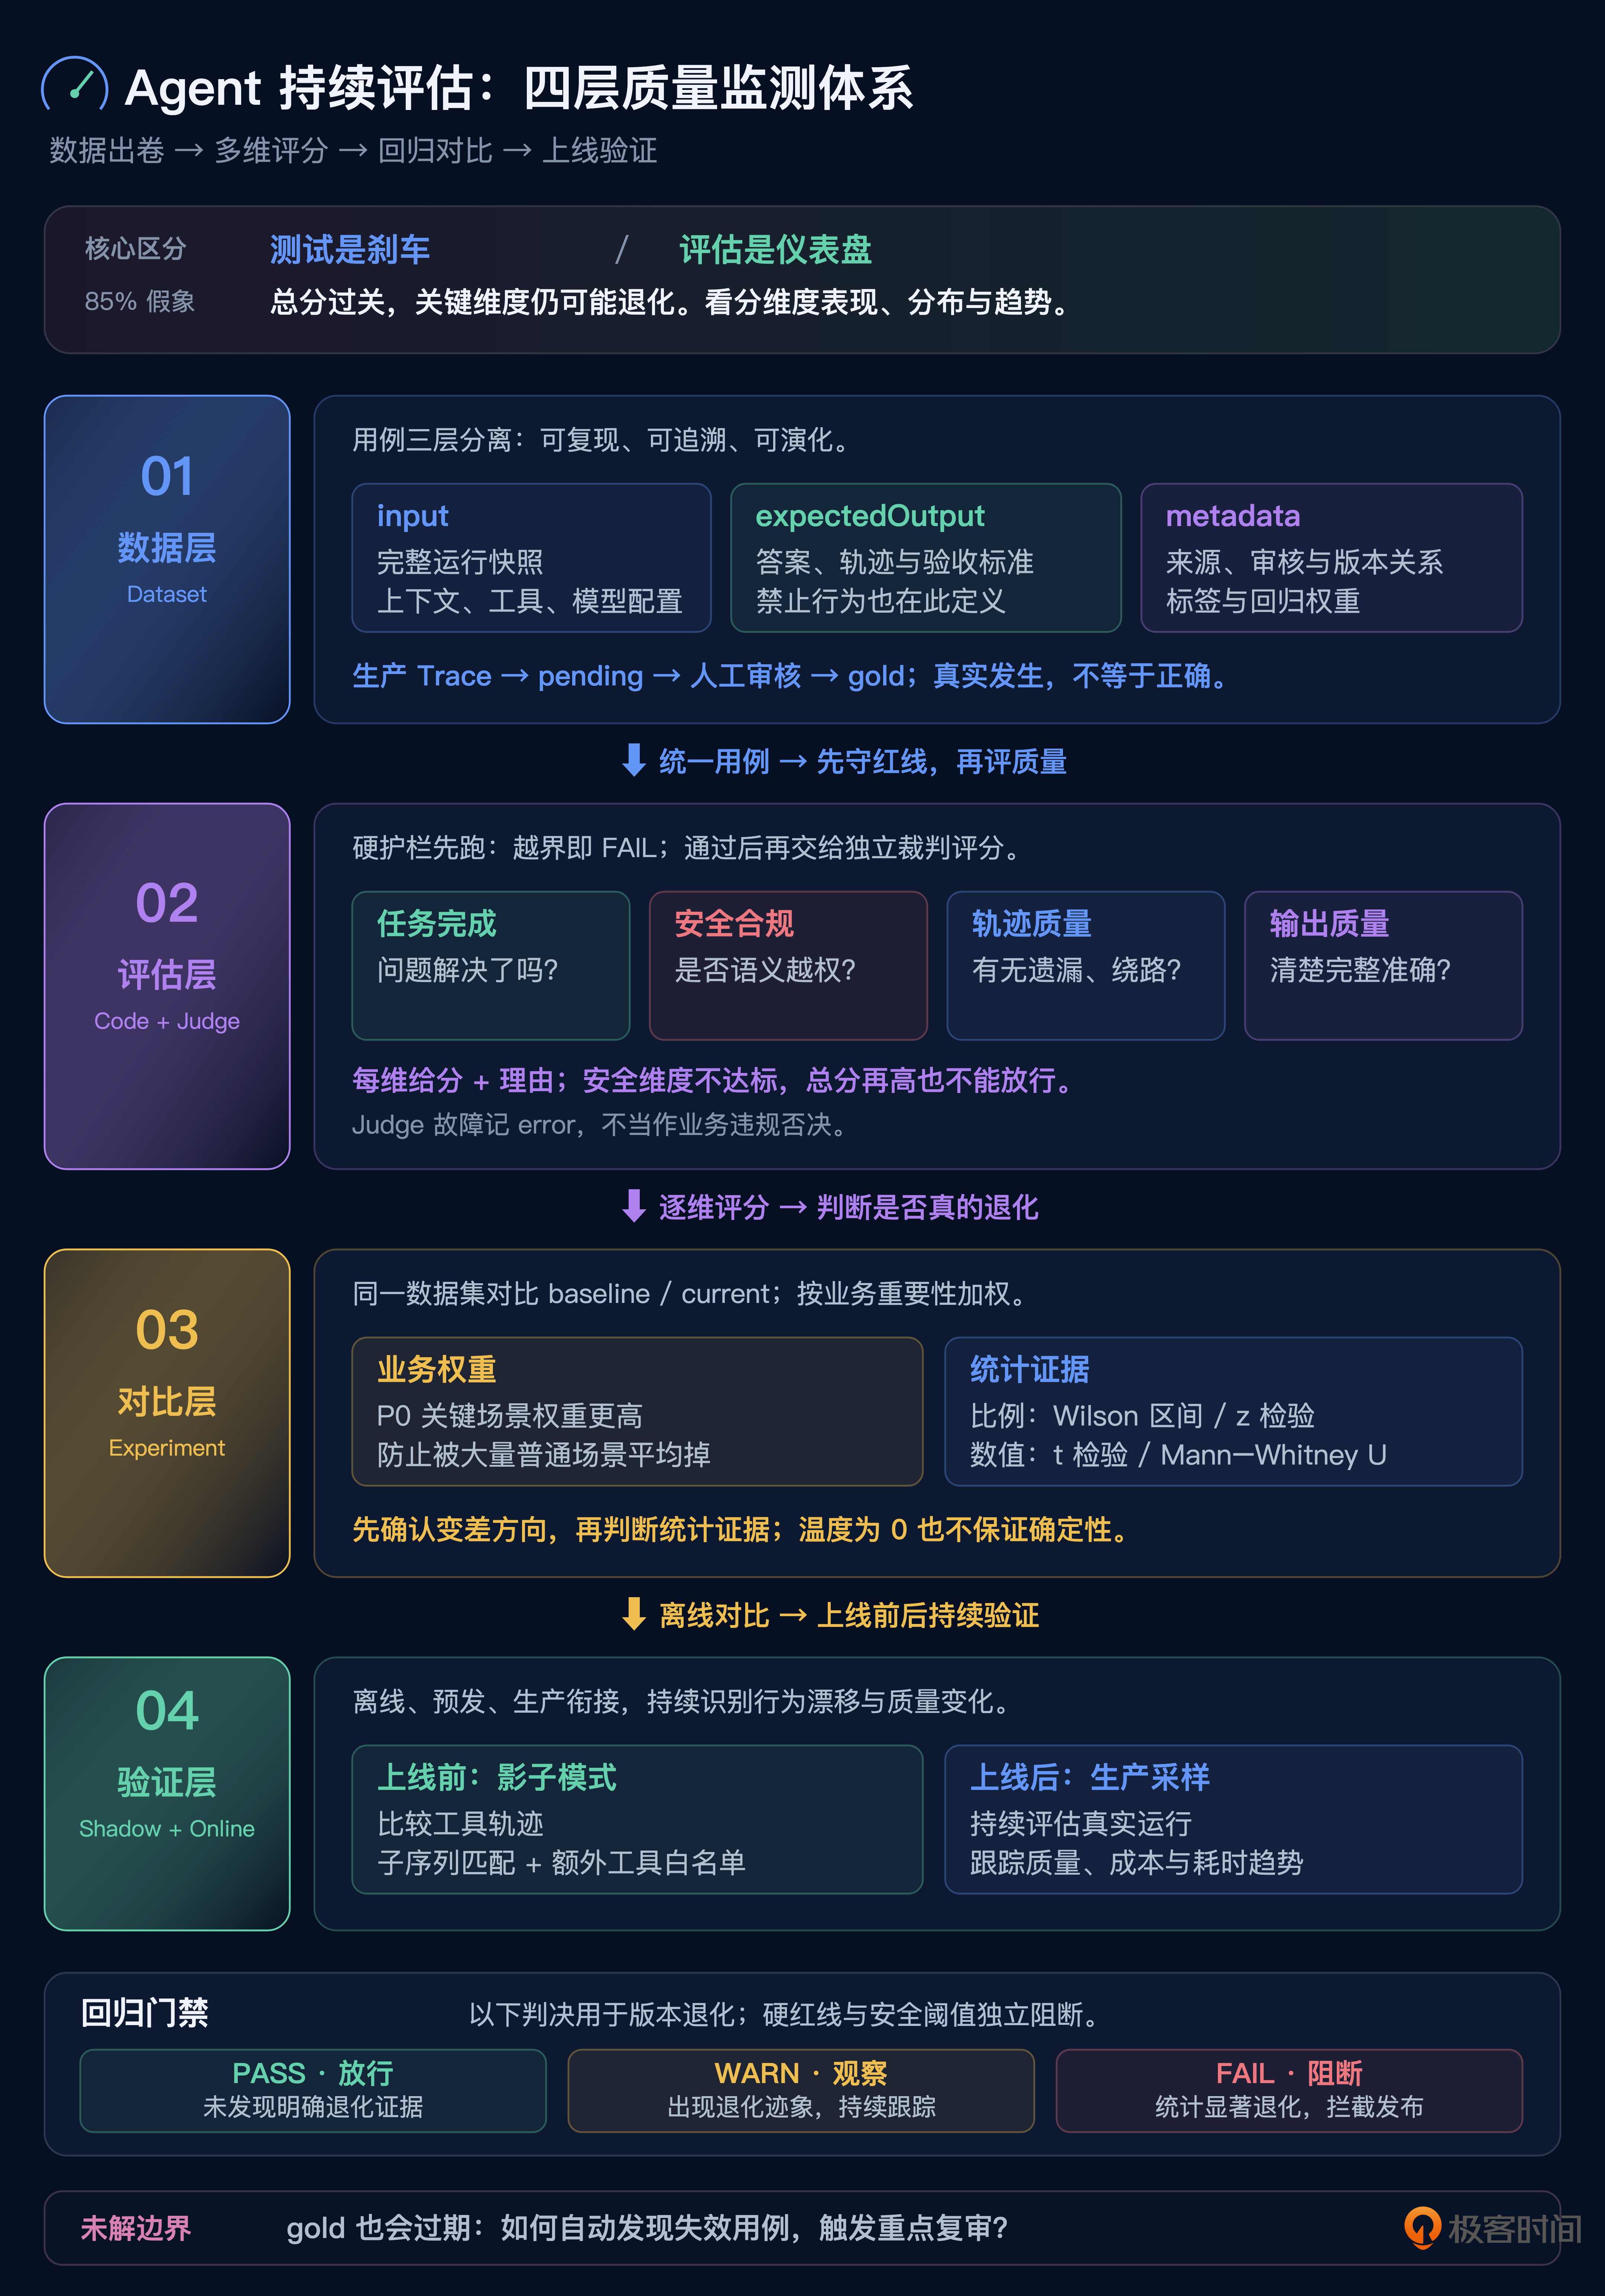 Agent 持续评估：四层质量监测体系
数据出卷 → 多维评分 → 回归对比 → 上线验证
核心区分 测试是刹车 / 评估是仪表盘
85% 假象 总分过关，关键维度仍可能退化。看分维度表现、分布与趋势。
01
数据层
Dataset
用例三层分离：可复现、可追溯、可演化。
input
完整运行快照
上下文、工具、模型配置
expectedOutput
答案、轨迹与验收标准
禁止行为也在此定义
metadata
来源、审核与版本关系
标签与回归权重
生产 Trace → pending → 人工审核 → gold；真实发生，不等于正确。
统一用例 → 先守红线，再评质量
02
评估层
Code + Judge
硬护栏先跑：越界即 FAIL；通过后再交给独立裁判评分。
任务完成
问题解决了吗？
安全合规
是否语义越权？
轨迹质量
有无遗漏、绕路？
输出质量
清楚完整准确？
每维给分 + 理由；安全维度不达标，总分再高也不能放行。
Judge 故障记 error，不当作业务违规否决。
逐维评分 → 判断是否真的退化
03
对比层
Experiment
同一数据集对比 baseline / current；按业务重要性加权。
业务权重
P0 关键场景权重更高
防止被大量普通场景平均掉
统计证据
比例：Wilson 区间 / z 检验
数值：t 检验 / Mann—Whitney U
先确认变差方向，再判断统计证据；温度为 0 也不保证确定性。
离线对比 → 上线前后持续验证
04
验证层
Shadow + Online
离线、预发、生产衔接，持续识别行为漂移与质量变化。
上线前：影子模式
比较工具轨迹
子序列匹配 + 额外工具白名单
上线后：生产采样
持续评估真实运行
跟踪质量、成本与耗时趋势
回归门禁 以下判决用于版本退化；硬红线与安全阈值独立阻断。
PASS · 放行
未发现明确退化证据
WARN · 观察
出现退化迹象，持续跟踪
FAIL · 阻断
统计显著退化，拦截发布
未解边界 gold 也会过期：如何自动发现失效用例，触发重点复审？
极客时间